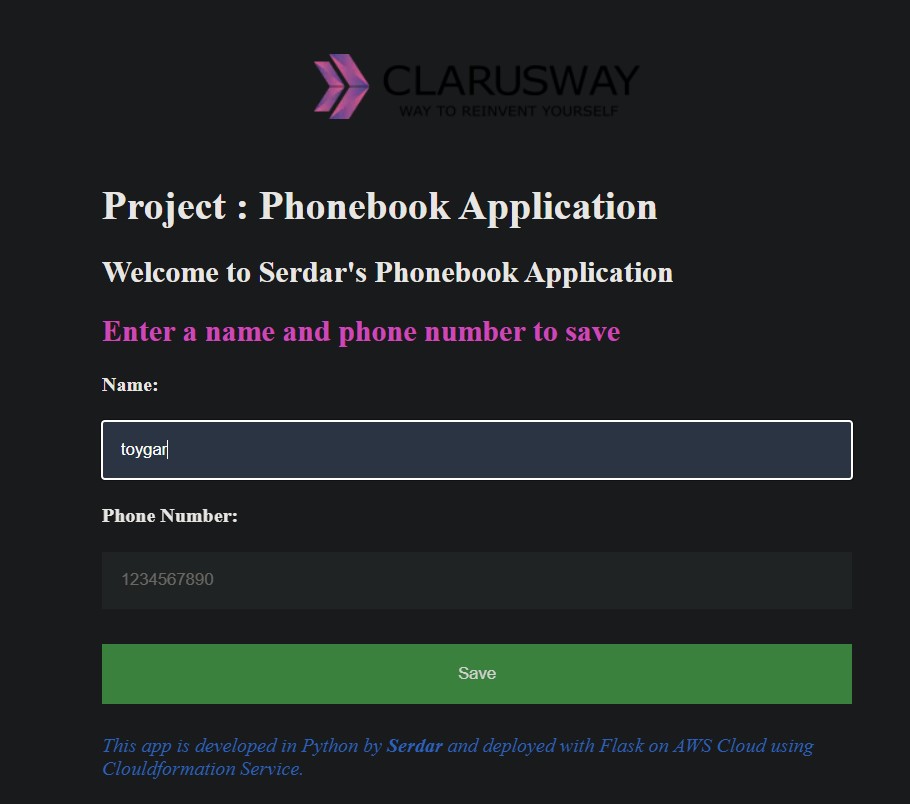 CLARUSWAY
WAY TO REINVENT YOURSELF
Project : Phonebook Application
Welcome to Serdar's Phonebook Application
Enter a name and phone number to save
Name:
toygar
Phone Number:
1234567890
Save
This app is developed in Python by Serdar and deployed with Flask on AWS Cloud using
Clouldformation Service.